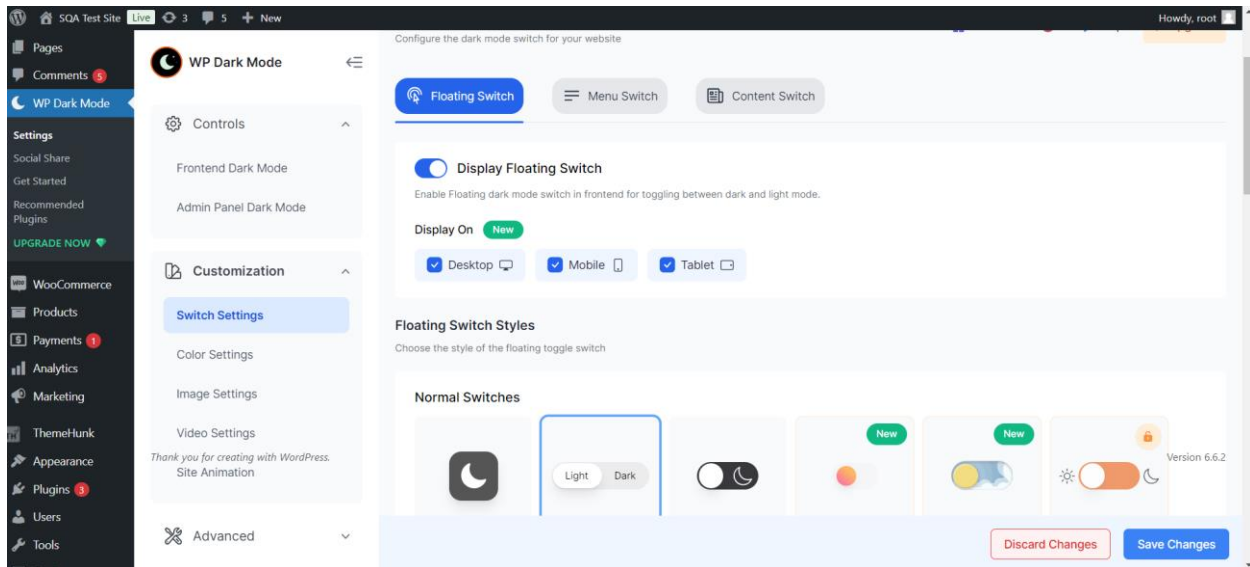 SQA Test Site Live 3 5 + New
Howdy, root
Pages
Comments 5
WP Dark Mode
Settings
Social Share
Get Started
Recommended
Plugins
UPGRADE NOW
WooCommerce
Products
Payments 1
Analytics
Marketing
ThemeHunk
Appearance
Plugins 3
Users
Tools
WP Dark Mode
Controls
Frontend Dark Mode
Admin Panel Dark Mode
Customization
Switch Settings
Color Settings
Image Settings
Video Settings
Thank you for creating with WordPress.
Site Animation
Advanced
Configure the dark mode switch for your website
Floating Switch
Menu Switch
Content Switch
Display Floating Switch
Enable Floating dark mode switch in frontend for toggling between dark and light mode.
Display On New
Desktop
Mobile
Tablet
Floating Switch Styles
Choose the style of the floating toggle switch
Normal Switches
Light Dark
New
New
Version 6.6.2
Discard Changes
Save Changes